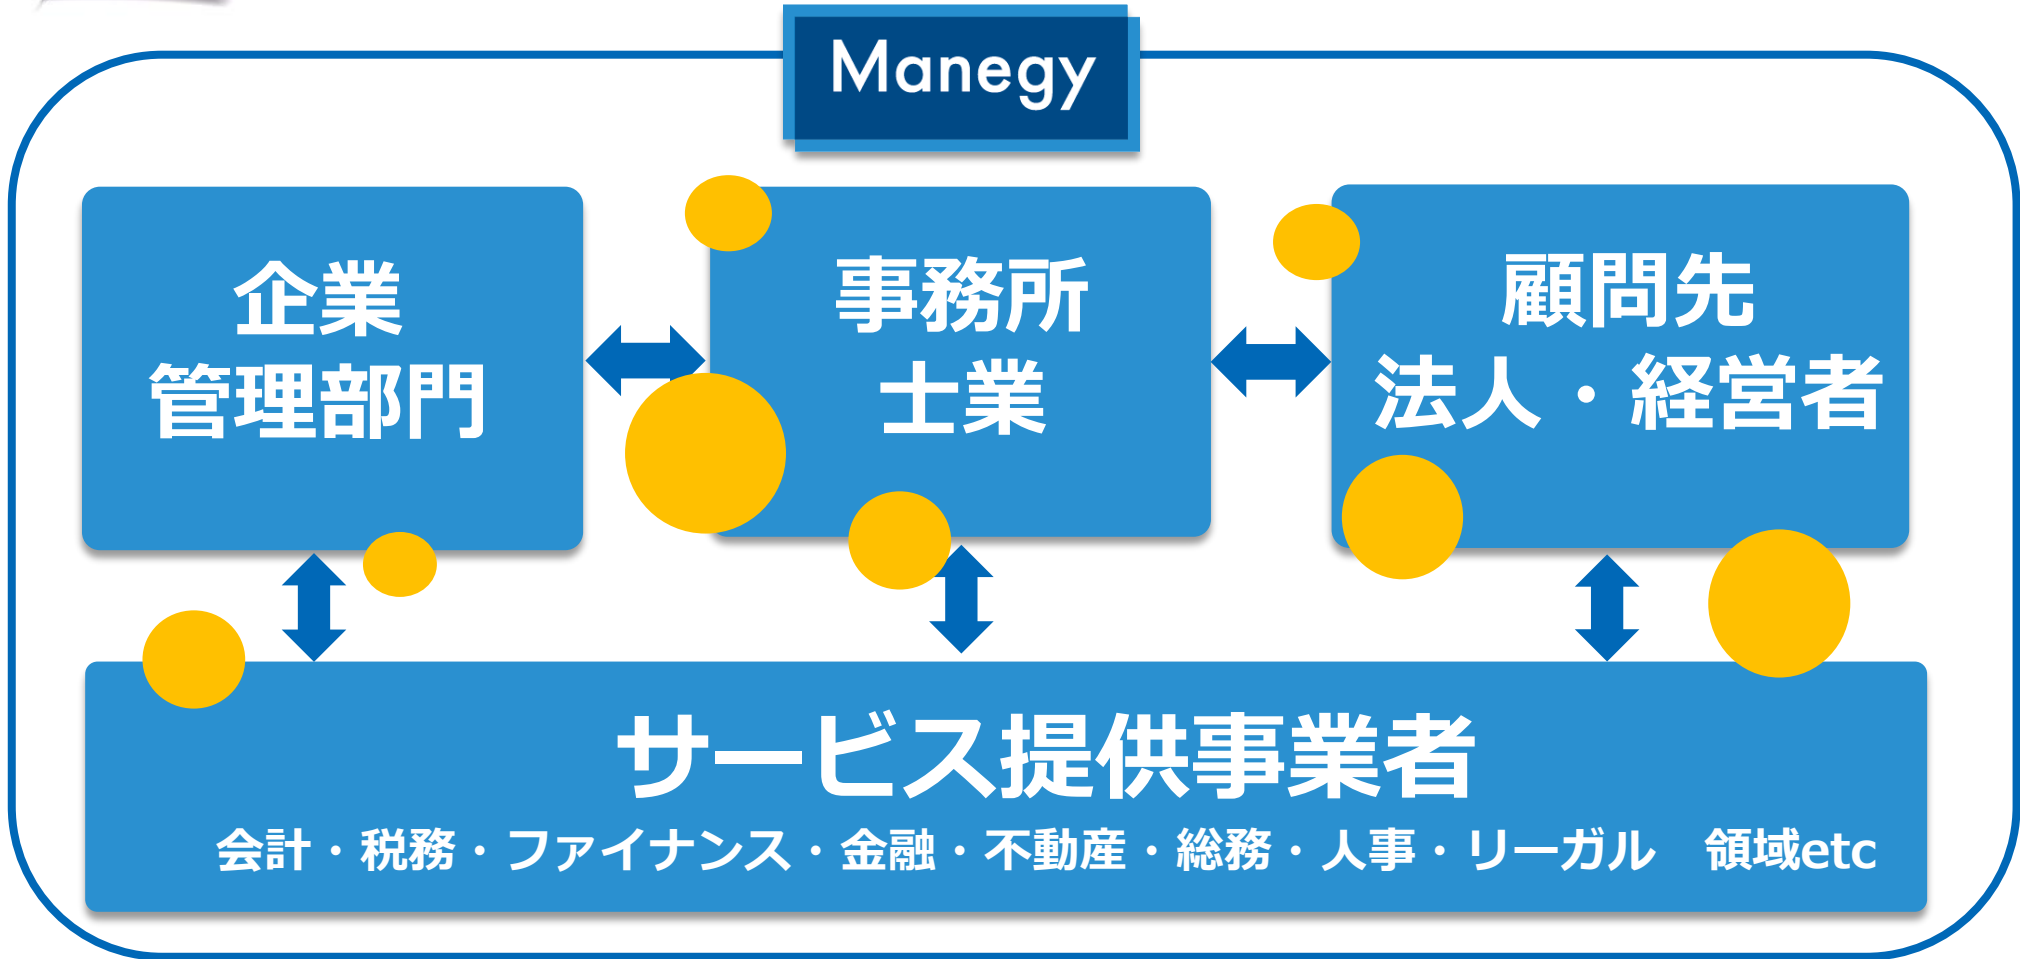 Manegy
企業
管理部門
事務所
士業
顧問先
法人・経営者
サービス提供事業者
会計・税務・ファイナンス・金融・不動産・総務・人事・リーガル　領域etc